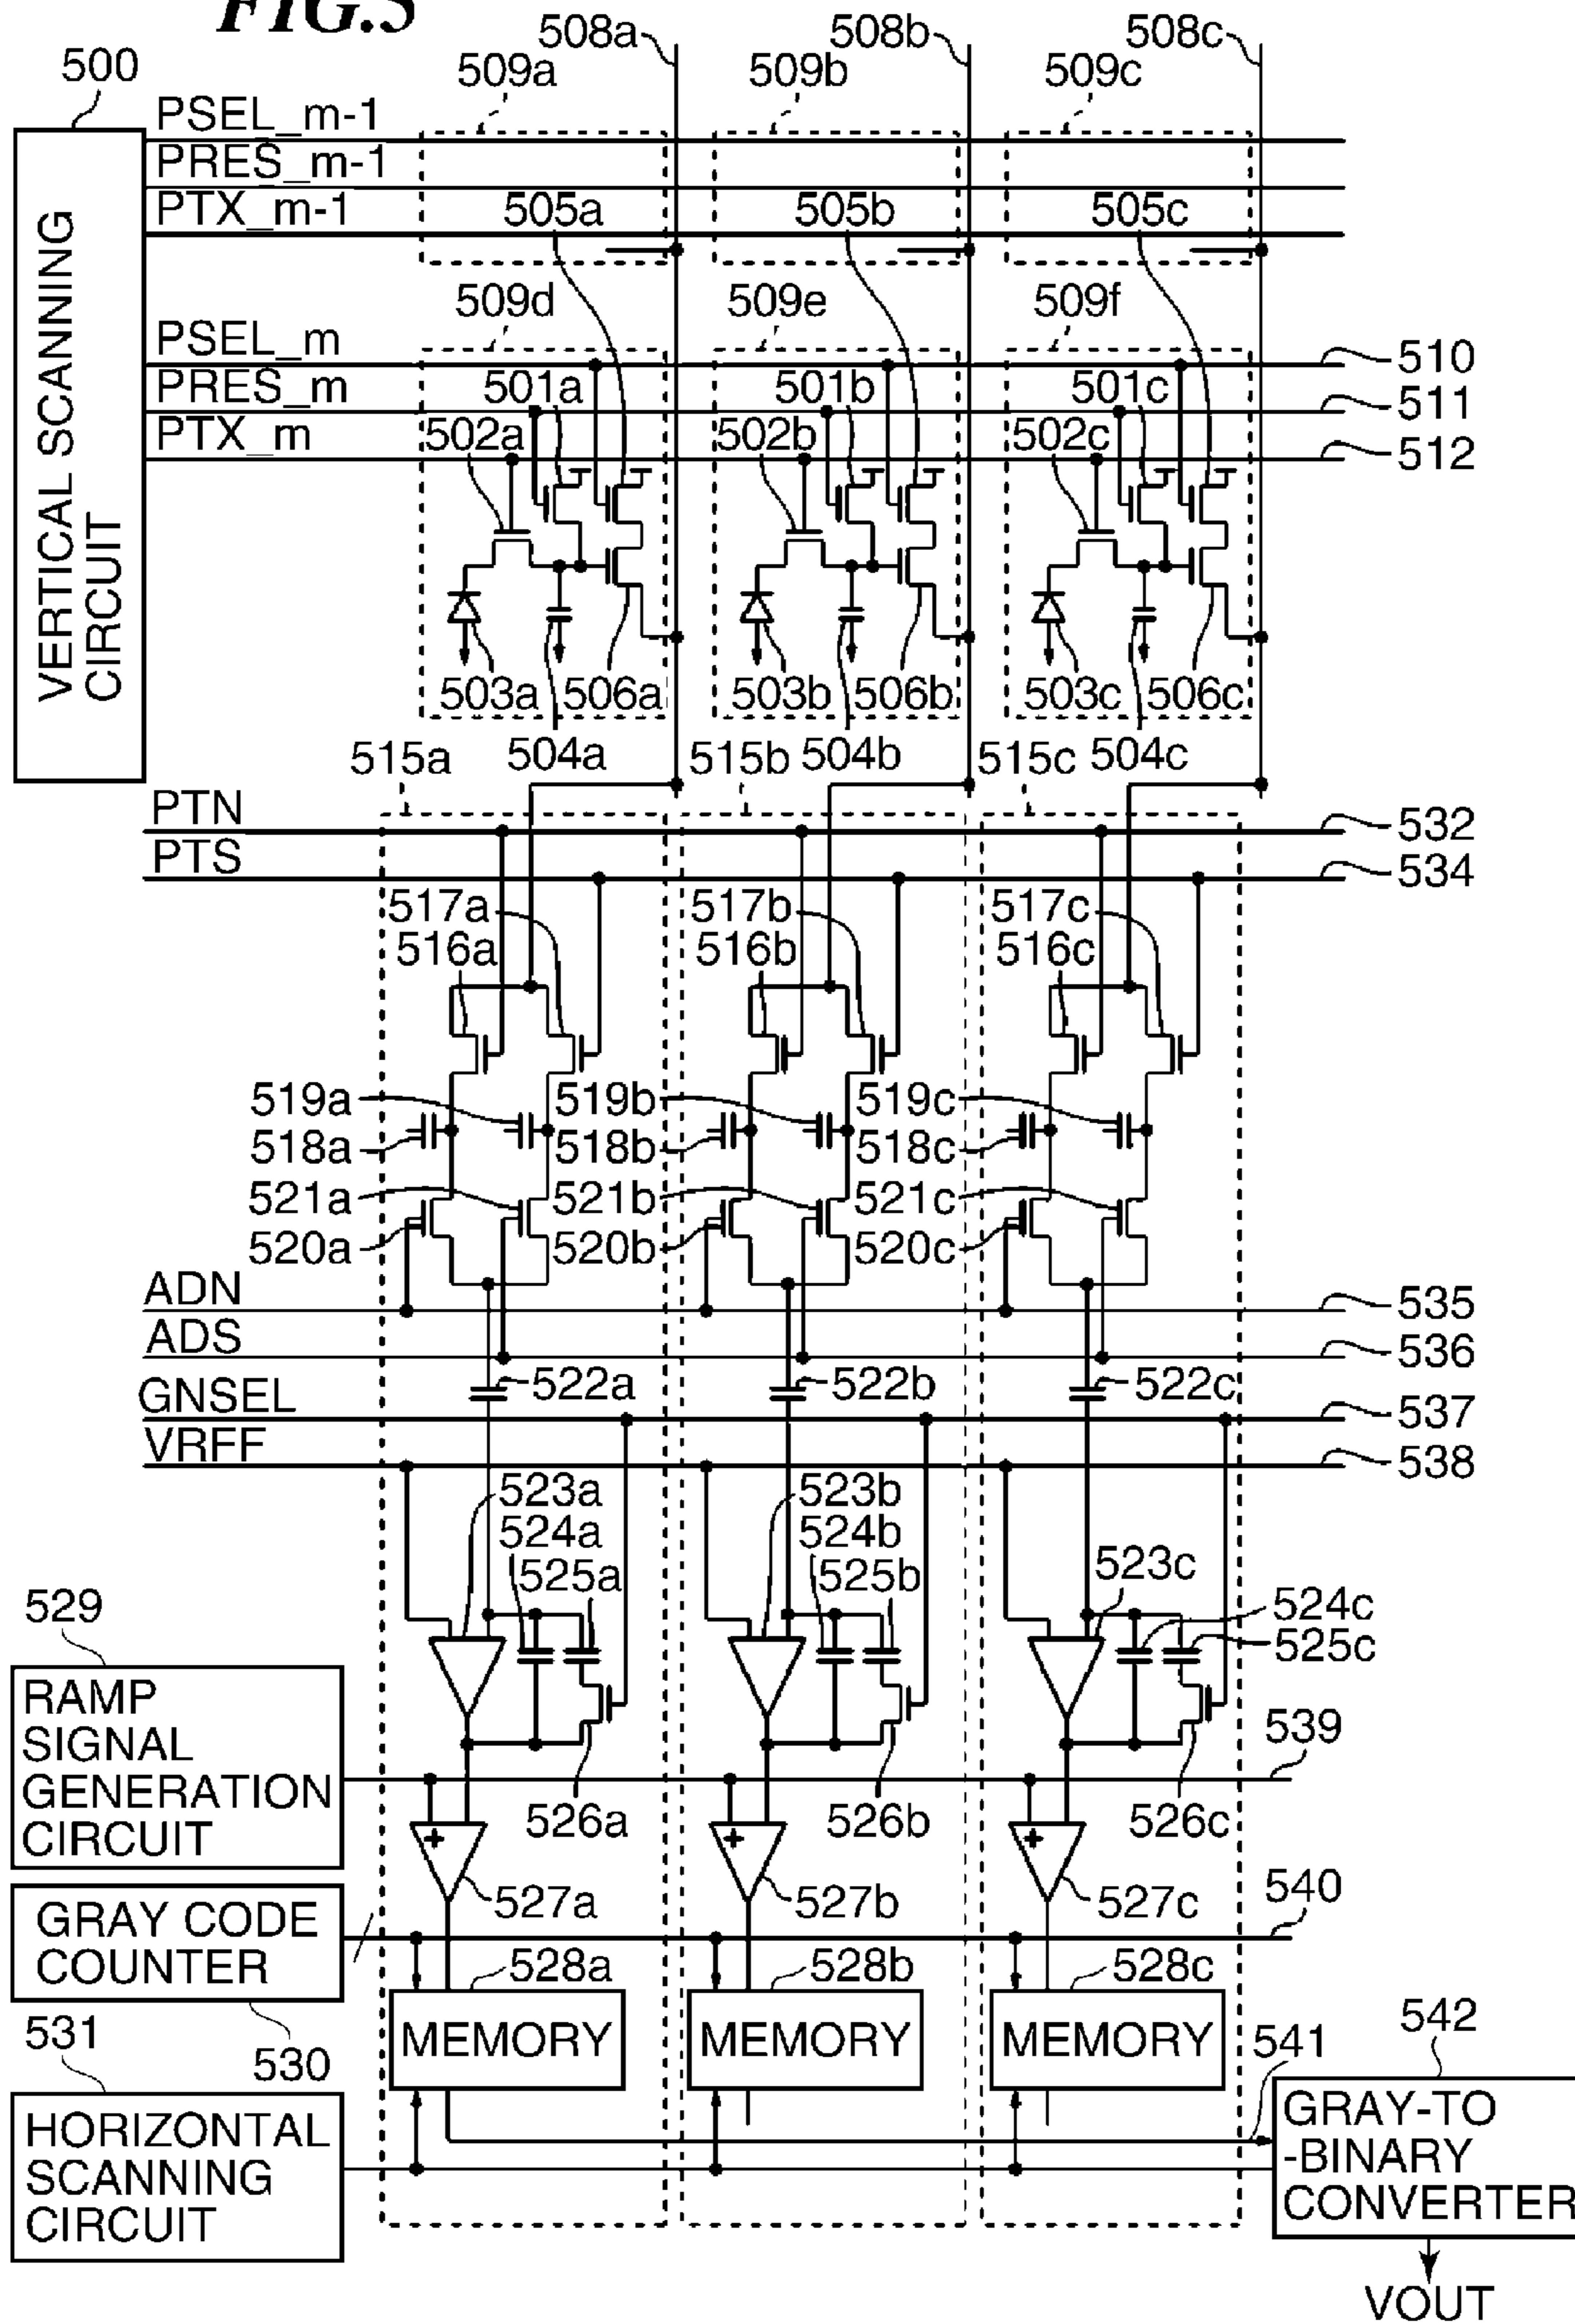 FIG.5
508a
508b
508c
500
509a
509b
509c
PSEL_m-1
PRES_m-1
PTX_m-1
505a
505b
505c
VERTICAL SCANNING
CIRCUIT
509d
509e
509f
PSEL_m
510
PRES_m
501a
501b
501c
511
PTX_m
502a
502b
502c
512
503a
506a
503b
506b
503c
506c
515a
504a
515b
504b
515c
504c
PTN
532
PTS
534
517a
517b
517c
516a
516b
516c
519a
519b
519c
518a
518b
518c
521a
521b
521c
520a
520b
520c
ADN
535
ADS
536
522a
522b
522c
GNSEL
537
VRFF
538
523a
523b
524a
524b
523c
525a
525b
529
524c
525c
RAMP
SIGNAL
GENERATION
CIRCUIT
539
526a
526b
526c
+
+
+
527a
527b
527c
540
GRAY CODE
COUNTER
528a
528b
528c
531
530
MEMORY
MEMORY
MEMORY
541
542
HORIZONTAL
SCANNING
CIRCUIT
GRAY-TO
-BINARY
CONVERTER
VOUT